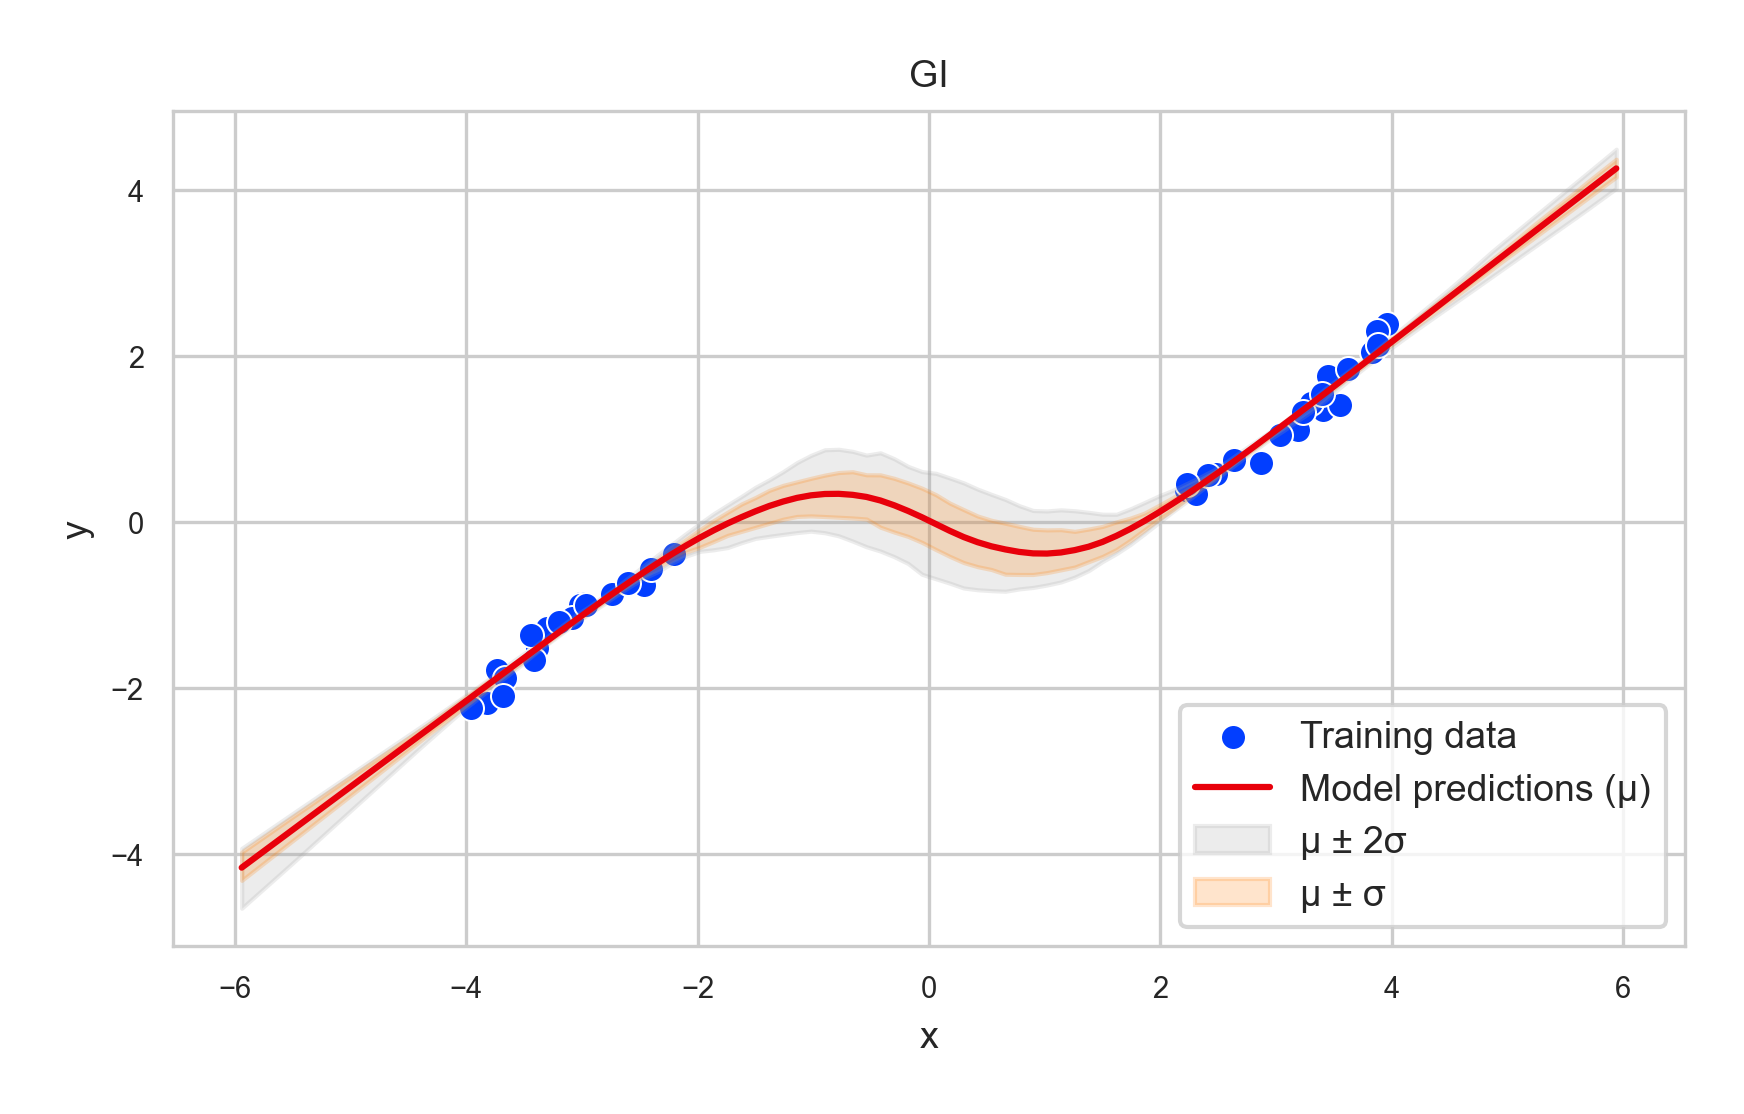 GI
4
2
0
−2
−4
y
−6
−4
−2
0
2
4
6
x
Training data
Model predictions (μ)
μ ± 2σ
μ ± σ